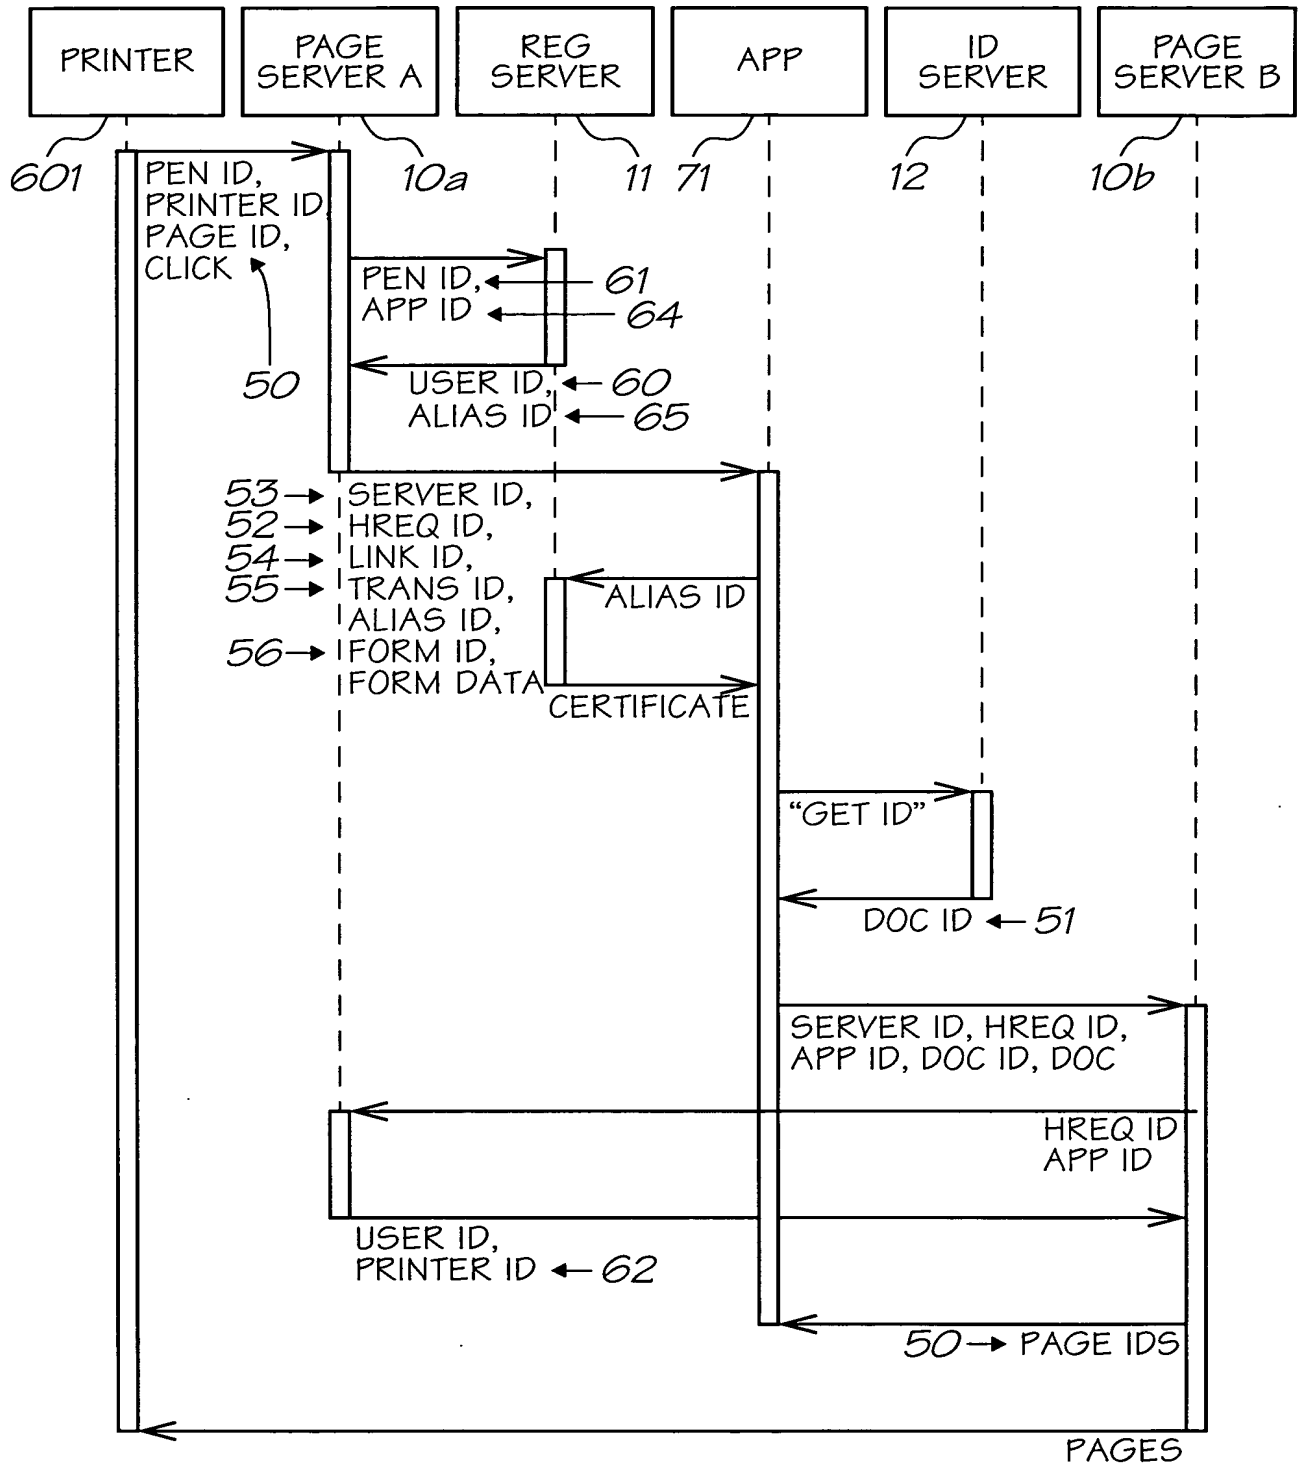 PRINTER
PAGE
SERVER A
REG
SERVER
APP
ID
SERVER
PAGE
SERVER B
601
10a
11
71
12
10b
PEN ID,
PRINTER ID
PAGE ID,
CLICK
50
PEN ID,
61
APP ID
64
USER ID,
60
ALIAS ID
65
53
SERVER ID,
52
HREQ ID,
54
LINK ID,
55
TRANS ID,
ALIAS ID,
56
FORM ID,
FORM DATA
ALIAS ID
CERTIFICATE
“GET ID”
DOC ID
51
SERVER ID, HREQ ID,
APP ID, DOC ID, DOC
HREQ ID
APP ID
USER ID,
PRINTER ID
62
50
PAGE IDS
PAGES